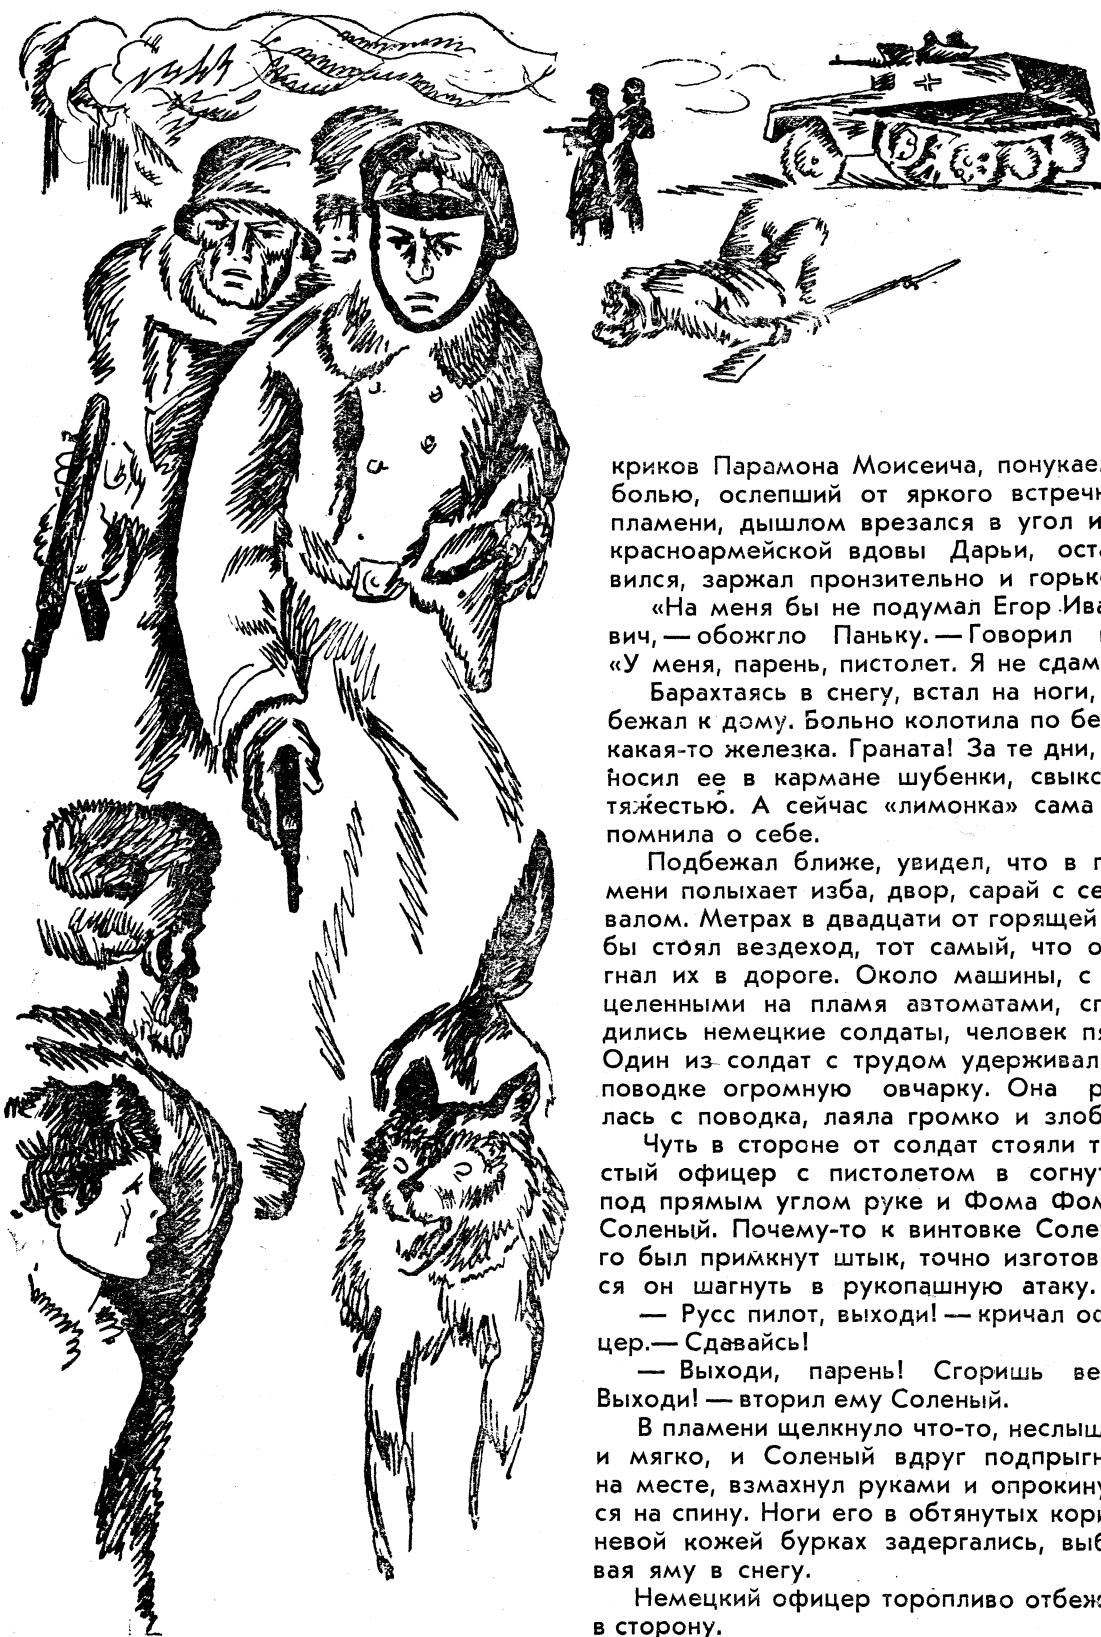 криков Парамона Моисеича, понукае
болью, ослепший от яркого встреч
пламени, дышлом врезался в угол и
красноармейской вдовы Дарьи, ост
вился, заржал пронзительно и горьк
«На меня бы не подумал Егор Ива
вич, — обожгло Паньку. — Говорил
«У меня, парень, пистолет. Я не сдам
Барахтаясь в снегу, встал на ноги,
бежал к дому. Больно колотила по бе
какая-то железка. Граната! За те дни,
носил ее в кармане шубенки, свыкс
тяжестью. А сейчас «лимонка» сама
помнила о себе.
Подбежал ближе, увидел, что в п
мени полыхает изба, двор, сарай с се
валом. Метрах в двадцати от горящей
бы стоял вездеход, тот самый, что о
гнал их в дороге. Около машины, с
целенными на пламя автоматами, сг
дились немецкие солдаты, человек пя
Один из солдат с трудом удерживал
поводке огромную овчарку. Она р
лась с поводка, лаяла громко и злоб
Чуть в стороне от солдат стояли т
стый офицер с пистолетом в согну
под прямым углом руке и Фома Фом
Соленый. Почему-то к винтовке Соле
го был примкнут штык, точно изготов
ся он шагнуть в рукопашную атаку.
— Русс пилот, выходи! — кричал оф
цер.— Сдавайсь!
— Выходи, парень! Сгоришь ве
Выходи! — вторил ему Соленый.
В пламени щелкнуло что-то, неслыш
и мягко, и Соленый вдруг подпрыг
на месте, взмахнул руками и опрокину
ся на спину. Ноги его в обтянутых кори
невой кожей бурках задергались, выб
вая яму в снегу.
Немецкий офицер торопливо отбеж
в сторону.